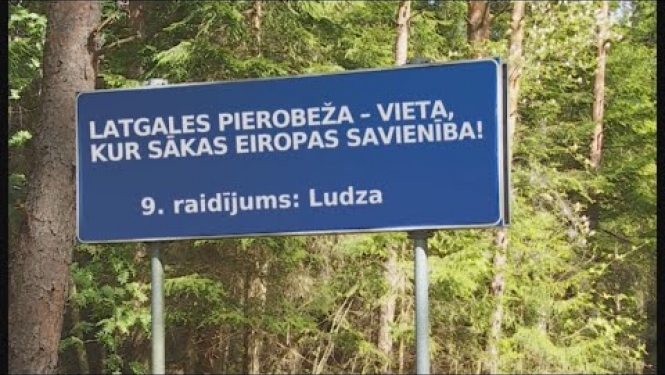 LATGALES PIEROBEŽA – VIETA,
KUR SĀKAS EIROPAS SAVIENĪBA!
9. raidījums: Ludza